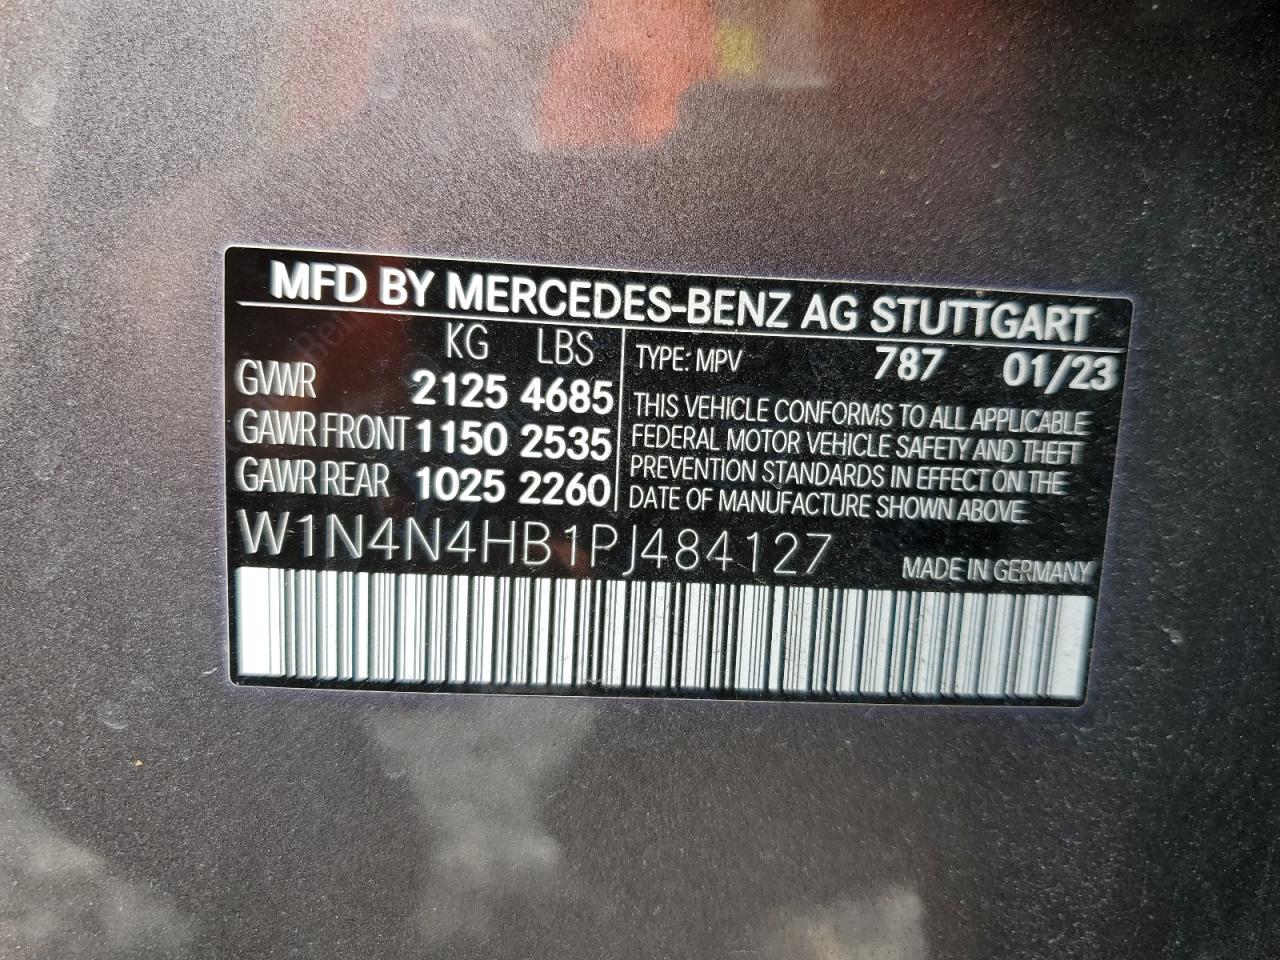 MFD BY MERCEDES-BENZ AG STUTTGART
KG LBS
GVWR 2125 4685
GAWR FRONT 1150 2535
GAWR REAR 1025 2260
TYPE: MPV 787 01/23
THIS VEHICLE CONFORMS TO ALL APPLICABLE
FEDERAL MOTOR VEHICLE SAFETY AND THEFT
PREVENTION STANDARDS IN EFFECT ON THE
DATE OF MANUFACTURE SHOWN ABOVE.
W1N4N4HB1PJ484127
MADE IN GERMANY